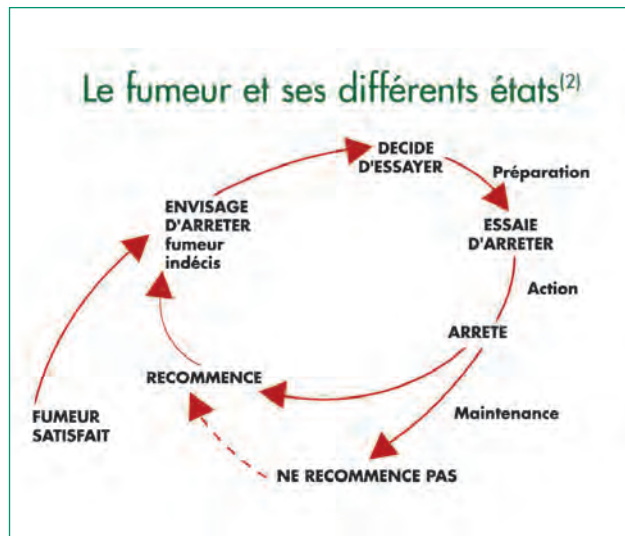 Le fumeur et ses différents états(2)
DECIDE
D'ESSAYER
Préparation
ENVISAGE
D'ARRETER
fumeur
indécis
ESSAIE
D'ARRETER
Action
ARRETE
RECOMMENCE
FUMEUR
SATISFAIT
Maintenance
NE RECOMMENCE PAS